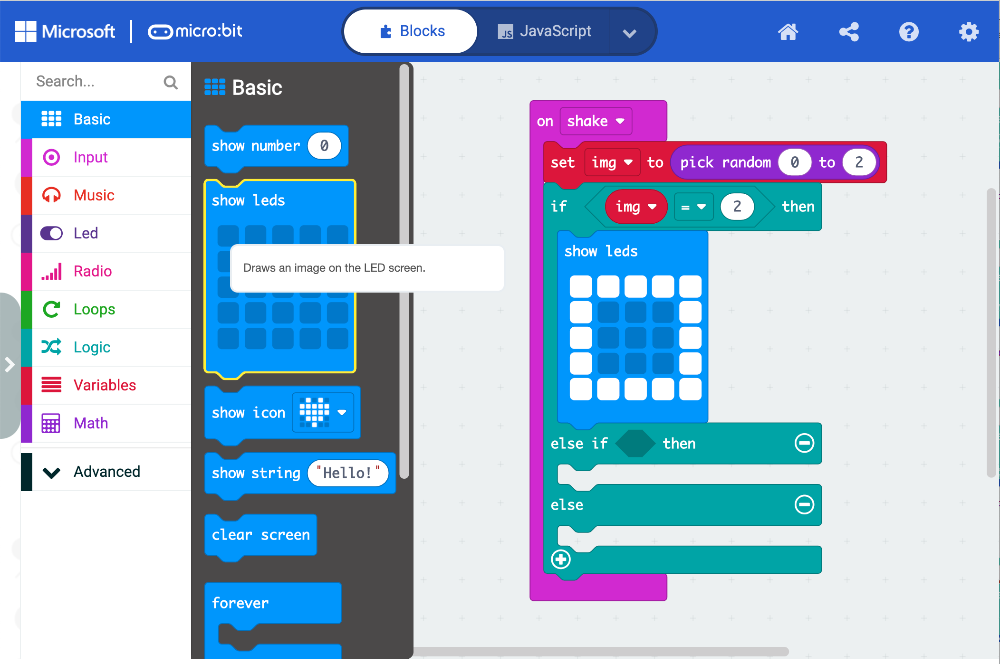 Microsoft | micro:bit
Blocks
JS JavaScript
Search...
Basic
Input
Music
Led
Radio
Loops
Logic
Variables
Math
Advanced
Basic
show number 0
show leds
Draws an image on the LED screen.
show icon
show string "Hello!"
clear screen
forever
on shake
set img to pick random 0 to 2
if img = 2 then
show leds
else if then
else